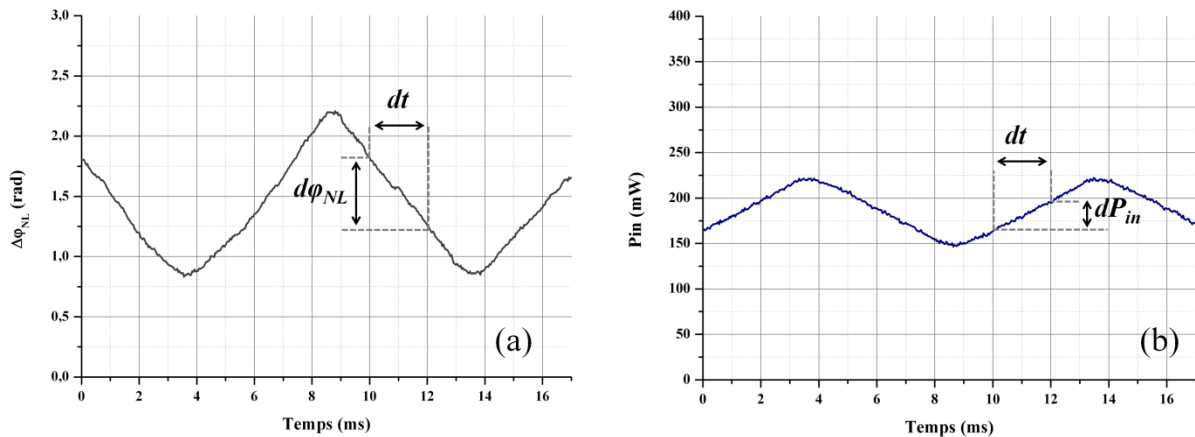 3,0
2,5
2,0
1,5
1,0
0,5
0,0
Δφ_NL (rad)
dt
dφ_NL
(a)
0 2 4 6 8 10 12 14 16
Temps (ms)
400
350
300
250
200
150
100
50
0
Pin (mW)
dt
dP_in
(b)
0 2 4 6 8 10 12 14 16
Temps (ms)